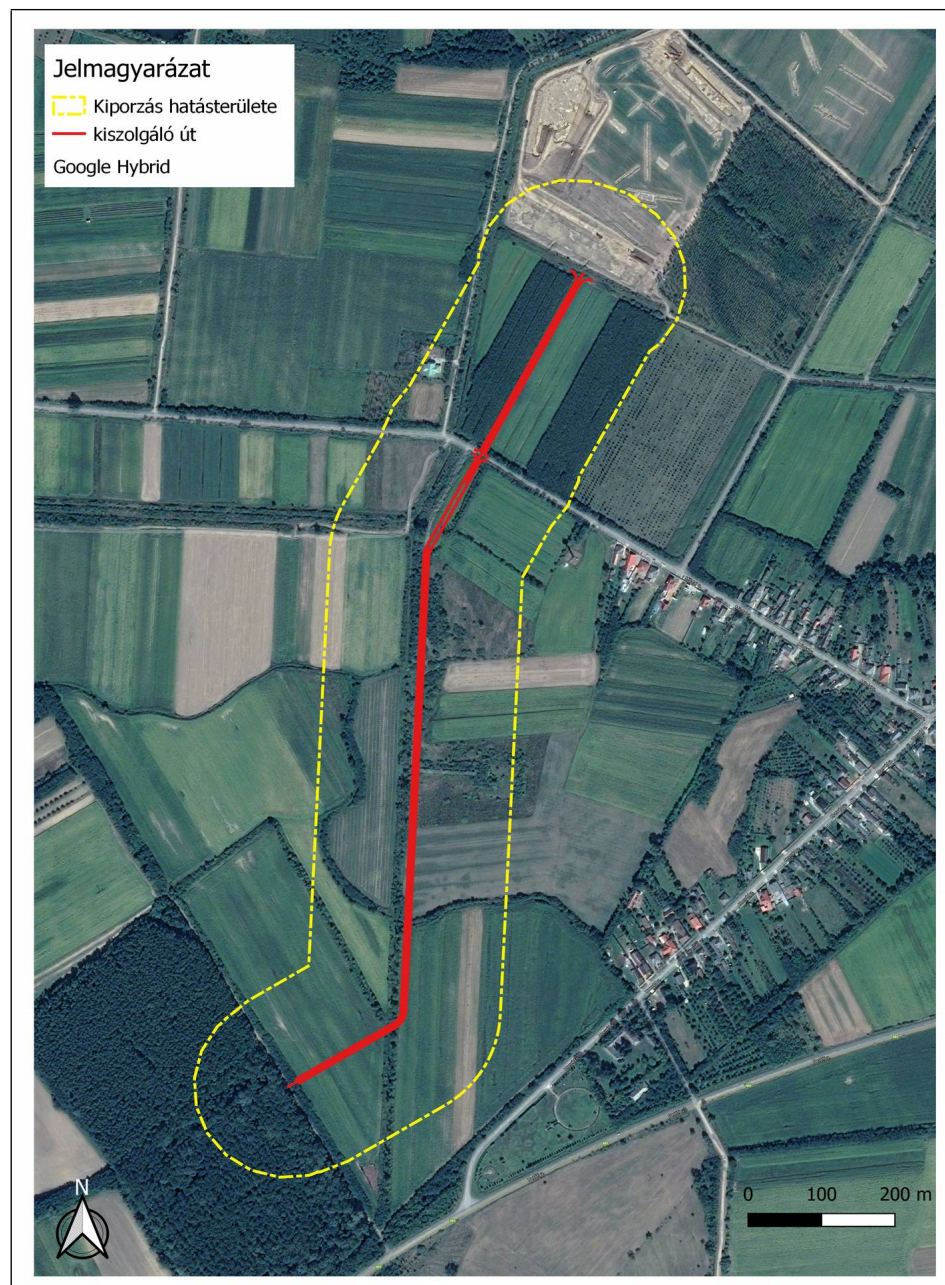 Jelmagyarázat
Kiporzás hatásterülete
kiszolgáló út
Google Hybrid
N
0 100 200 m